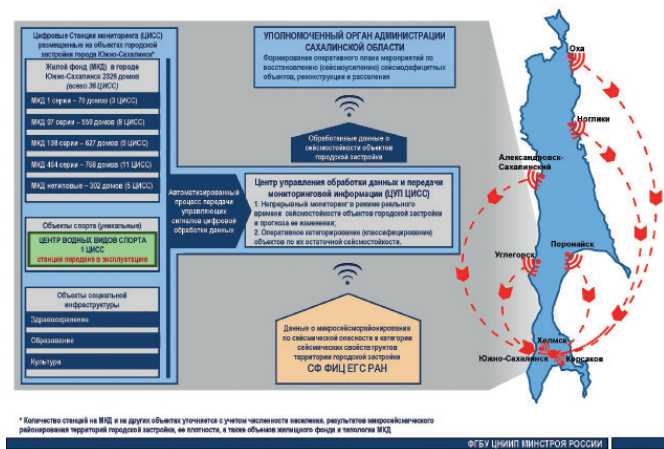 Цифровые Станции мониторинга (ЦИСС)
размещаемые на объектах городской
застройки города Южно-Сахалинск*
Жилой фонд (МКД) в городе
Южно-Сахалинск 2326 домов
(всего 36 ЦИСС)
МКД 1 серии – 70 домов (3 ЦИСС)
МКД 97 серии – 559 домов (8 ЦИСС)
МКД 138 серии – 627 домов (9 ЦИСС)
МКД 464 серии – 768 домов (11 ЦИСС)
МКД нетиповые – 302 домов (5 ЦИСС)
Объекты спорта (уникальные)
ЦЕНТР ВОДНЫХ ВИДОВ СПОРТА
1 ЦИСС
станция передана в эксплуатацию
Объекты социальной
инфраструктуры
Здравоохранение
Образование
Культура
Автоматизированный
процесс передачи
управляющих
сигналов цифровой
обработки данных
УПОЛНОМОЧЕННЫЙ ОРГАН АДМИНИСТРАЦИИ
САХАЛИНСКОЙ ОБЛАСТИ
Формирование оперативного плана мероприятий по
восстановлению (сейсмоусилению) сейсмодефицитных
объектов, реконструкции и расселения
Обработанные данные о
сейсмостойкости объектов
городской застройки
Центр управления обработки данных и передачи
мониторинговой информации (ЦУП ЦИСС)
1. Непрерывный мониторинг в режиме реального
времени сейсмостойкости объектов городской застройки
и прогноза ее изменения;
2. Оперативное категорирование (классифицирование)
объектов по их остаточной сейсмостойкости.
Данные о микросейсморайонировании
по сейсмической опасности и категории
сейсмических свойств грунтов
территории городской застройки
СФ ФИЦ ЕГС РАН
Оха
Ноглики
Александровск-
Сахалинский
Поронайск
Углегорск
Холмск
Южно-Сахалинск
Корсаков
* Количество станций на МКД и на других объектах уточняется с учетом численности населения, результатов микросейсмического
районирования территорий городской застройки, ее плотности, а также объемов жилищного фонда и типологии МКД
ФГБУ ЦНИИП МИНСТРОЯ РОССИИ